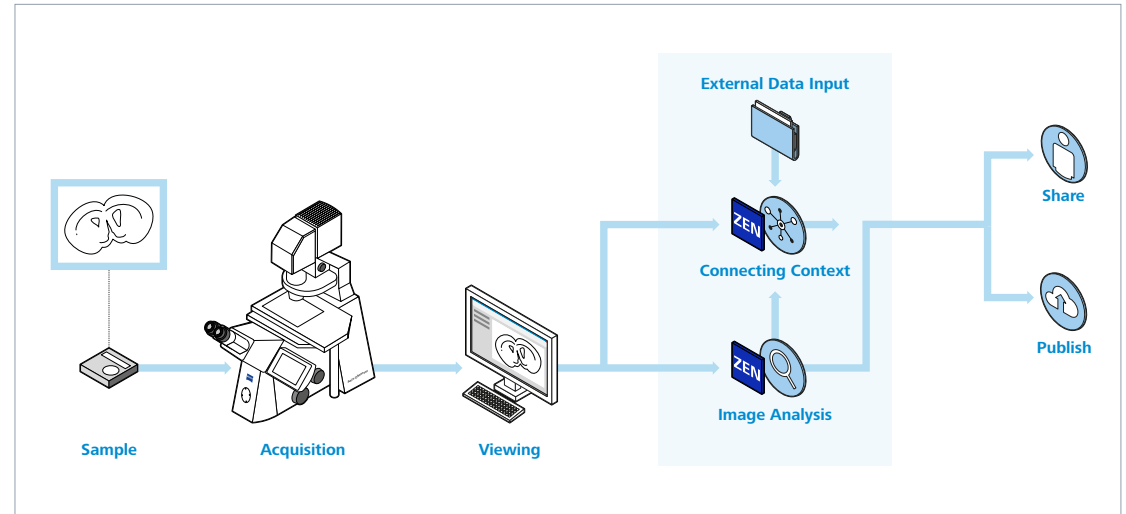 External Data Input
ZEN
Connecting Context
Share
ZEN
Image Analysis
Publish
Sample
Acquisition
Viewing